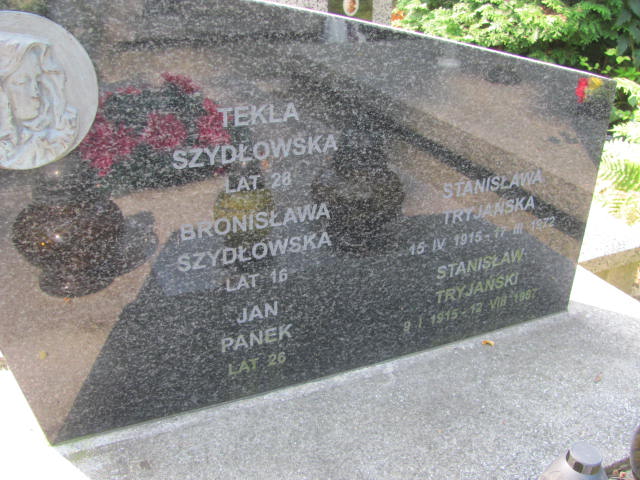 TEKLA
SZYDŁOWSKA
LAT 28
BRONISŁAWA
SZYDŁOWSKA
LAT 16
JAN
PANEK
LAT 26
STANISŁAWA
TRYJAŃSKA
15 IV 1915 - 17 III 1972
STANISŁAW
TRYJAŃSKI
9 I 1915 - 12 VIII 1987